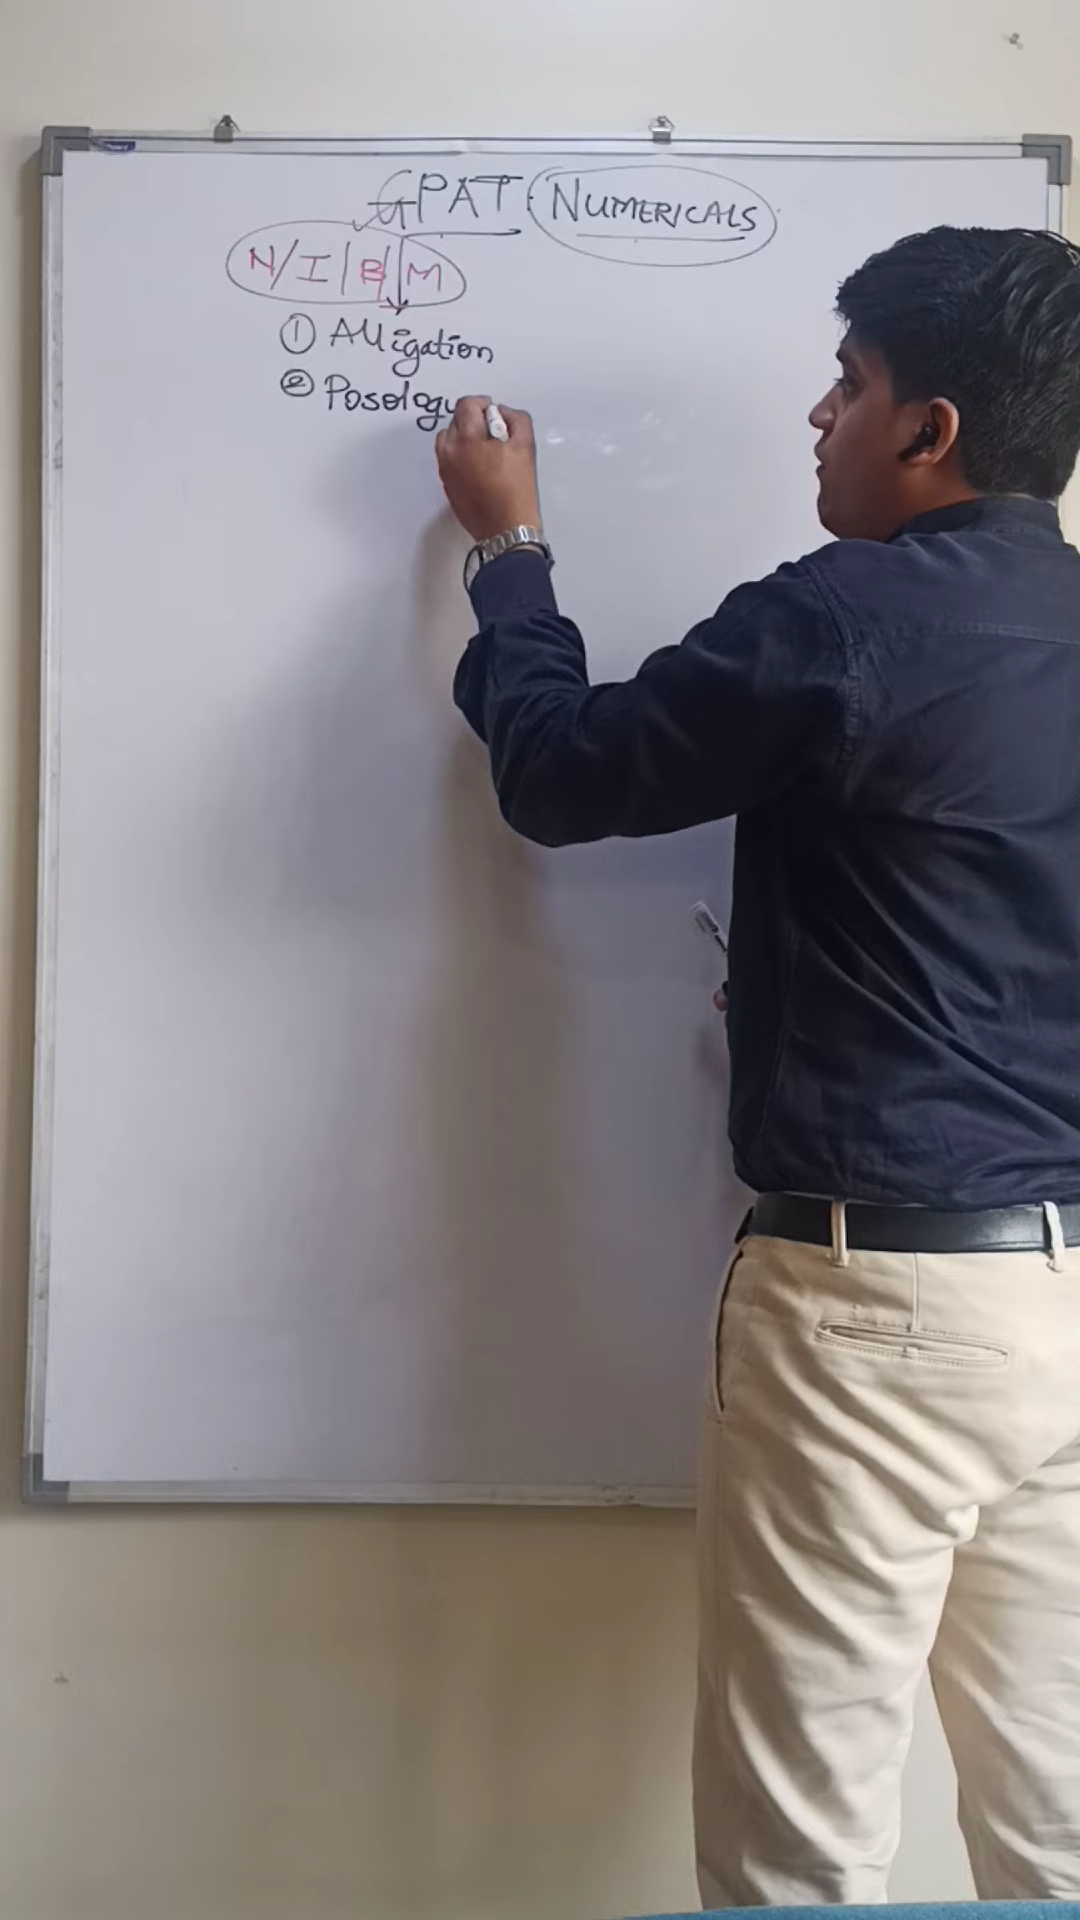 GPAT: NUMERICALS
N/I/B/M
① Alligation
② Posology